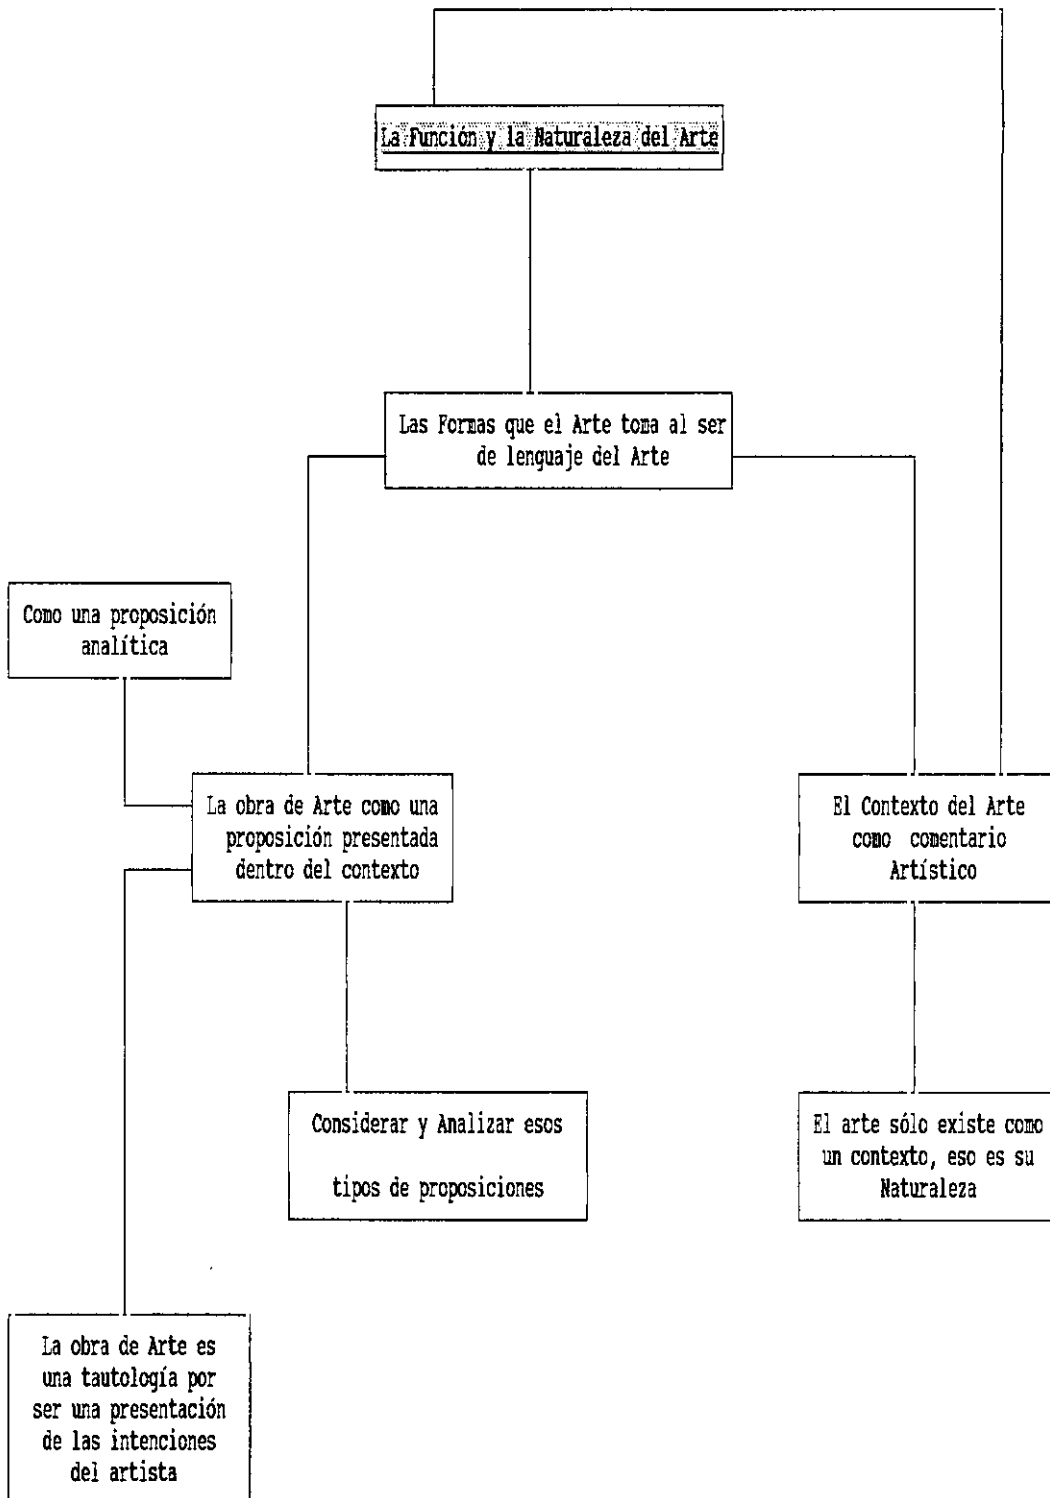 La Función y la Naturaleza del Arte
Las Formas que el Arte toma al ser
de lenguaje del Arte
Como una proposición
analítica
La obra de Arte como una
proposición presentada
dentro del contexto
El Contexto del Arte
como comentario
Artístico
Considerar y Analizar esos
tipos de proposiciones
El arte sólo existe como
un contexto, eso es su
Naturaleza
La obra de Arte es
una tautología por
ser una presentación
de las intenciones
del artista